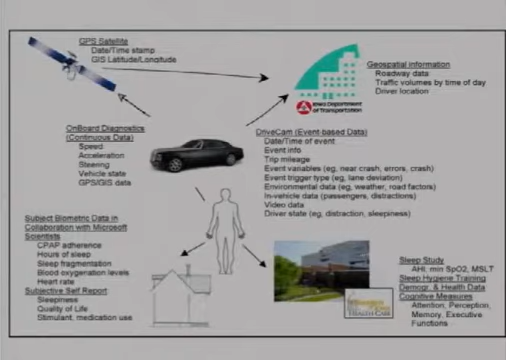 GPS Satellite
Date/Time stamp
GIS Latitude/Longitude
Geospatial Information
Roadway data
Traffic volumes by time of day
Driver location
Iowa Department
of Transportation
OnBoard Diagnostics
(Continuous Data)
Speed
Acceleration
Steering
Vehicle state
GPS/GIS data
DriveCam (Event-based Data)
Date/Time of event
Event info
Trip mileage
Event variables (eg, near crash, errors, crash)
Event trigger type (eg, lane deviation)
Environmental data (eg, weather, road factors)
In-vehicle data (passengers, distractions)
Video data
Driver state (eg, distraction, sleepiness)
Subject Biometric Data in
Collaboration with Microsoft
Scientists
CPAP adherence
Hours of sleep
Sleep fragmentation
Blood oxygenation levels
Heart rate
Subjective Self Report
Sleepiness
Quality of Life
Stimulant, medication use
Sleep Study
AHI, min SpO2, MSLT
Sleep Hygiene Training
Demogr. & Health Data
Cognitive Measures
Attention, Perception,
Memory, Executive
Functions
HEALTH CARE